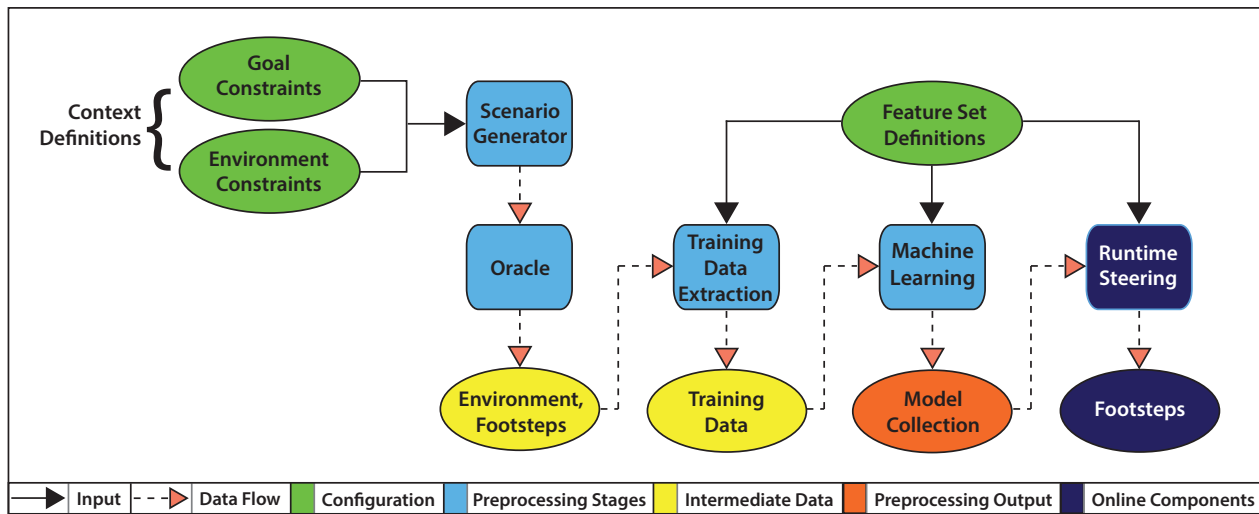 Goal
Constraints
Context
Definitions
Environment
Constraints
Scenario
Generator
Feature Set
Definitions
Oracle
Training
Data
Extraction
Machine
Learning
Runtime
Steering
Environment,
Footsteps
Training
Data
Model
Collection
Footsteps
Input
Data Flow
Configuration
Preprocessing Stages
Intermediate Data
Preprocessing Output
Online Components